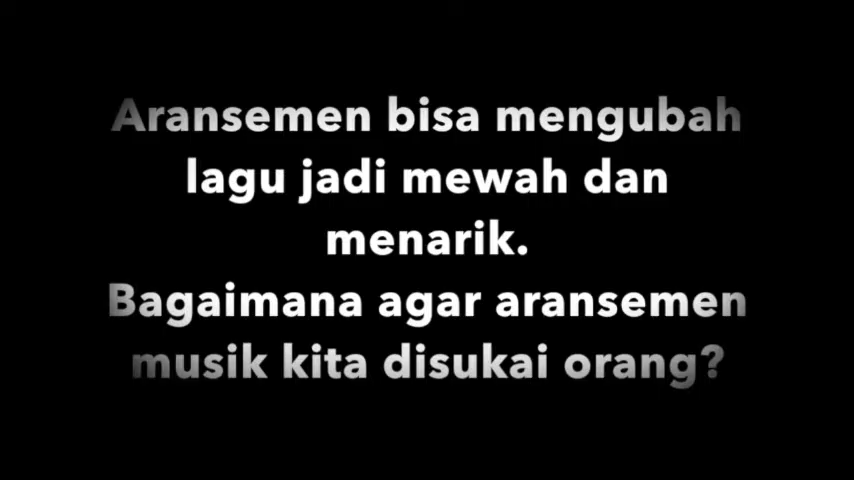 Aransemen bisa mengubah
lagu jadi mewah dan
menarik.
Bagaimana agar aransemen
musik kita disukai orang?